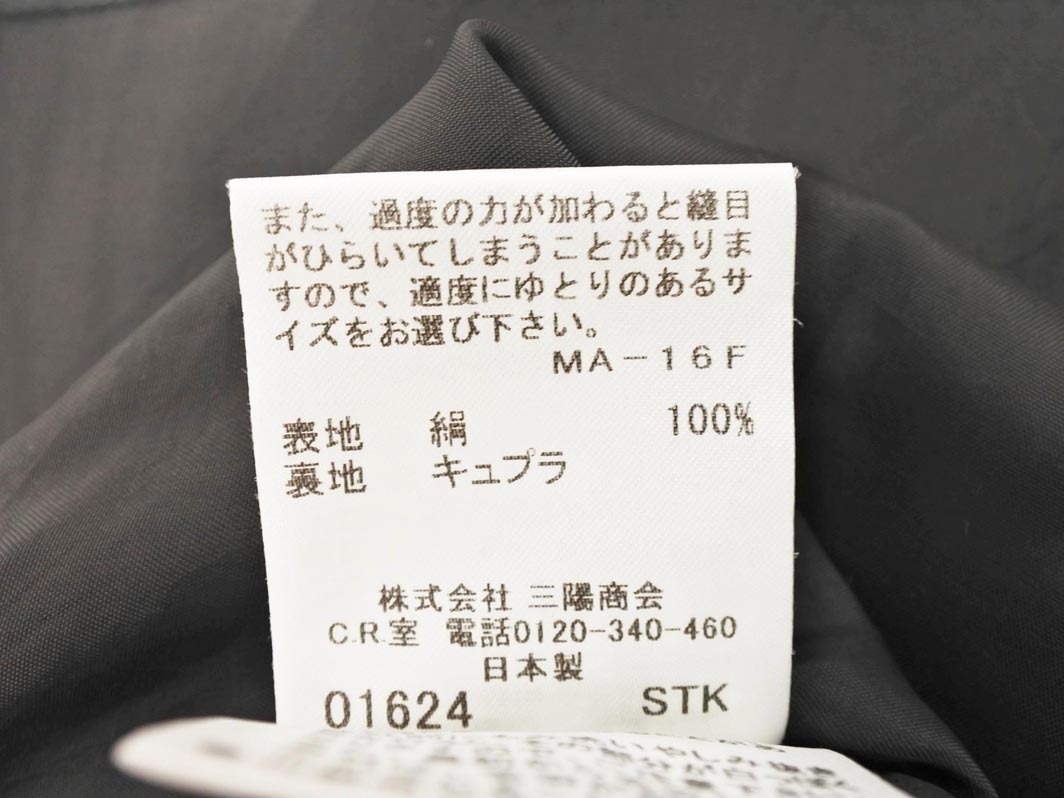 また、過度の力が加わると縫目
がひらいてしまうことがありま
すので、適度にゆとりのあるサ
イズをお選び下さい。
MA-16F
表地 絹 100%
裏地 キュプラ
株式会社 三陽商会
C.R.室 電話0120-340-460
日本製
01624 STK